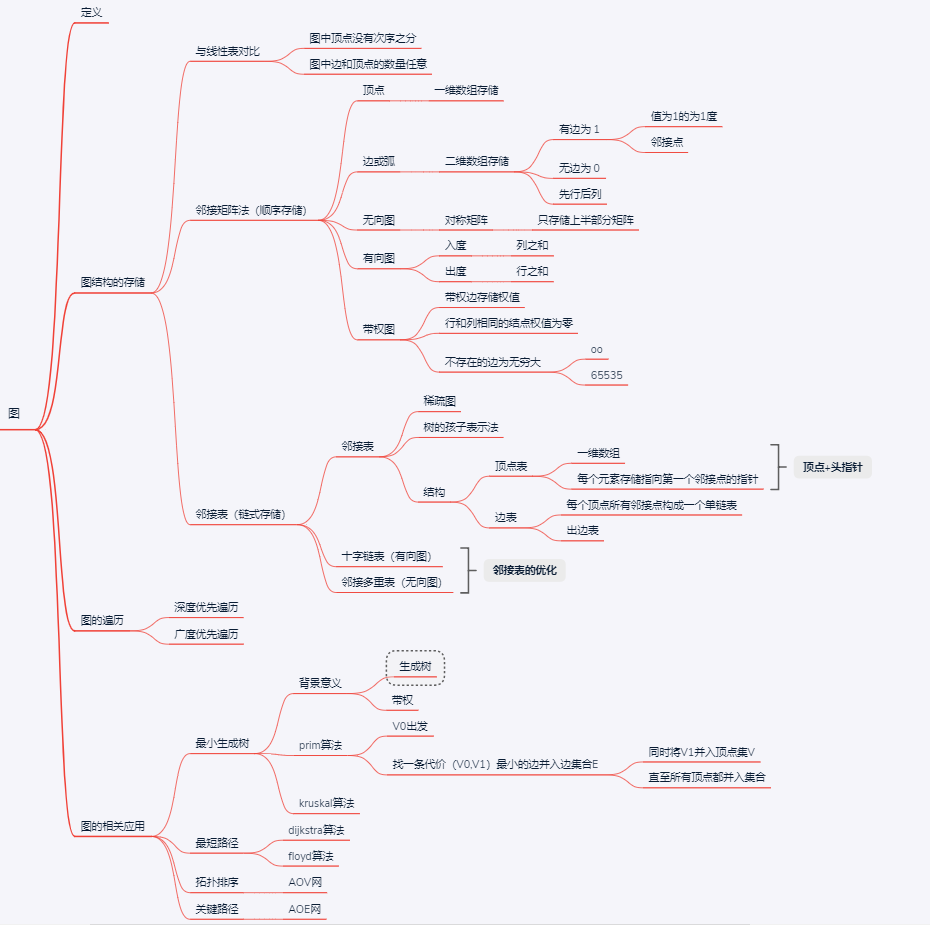 定义
与线性表对比
图中顶点没有次序之分
图中边和顶点的数量任意
顶点
一维数组存储
边或弧
二维数组存储
有边为 1
值为1的为1度
邻接点
无边为 0
先行后列
邻接矩阵法（顺序存储）
无向图
对称矩阵
只存储上半部分矩阵
有向图
入度
列之和
出度
行之和
图结构的存储
带权图
带权边存储权值
行和列相同的结点权值为零
不存在的边为无穷大
oo
65535
图
邻接表（链式存储）
邻接表
稀疏图
树的孩子表示法
结构
顶点表
一维数组
每个元素存储指向第一个邻接点的指针
顶点+头指针
边表
每个顶点所有邻接点构成一个单链表
出边表
十字链表（有向图）
邻接多重表（无向图）
邻接表的优化
图的遍历
深度优先遍历
广度优先遍历
图的相关应用
最小生成树
背景意义
生成树
带权
prim算法
V0出发
找一条代价（V0,V1）最小的边并入边集合E
同时将V1并入顶点集V
直至所有顶点都并入集合
kruskal算法
最短路径
dijkstra算法
floyd算法
拓扑排序
AOV网
关键路径
AOE网